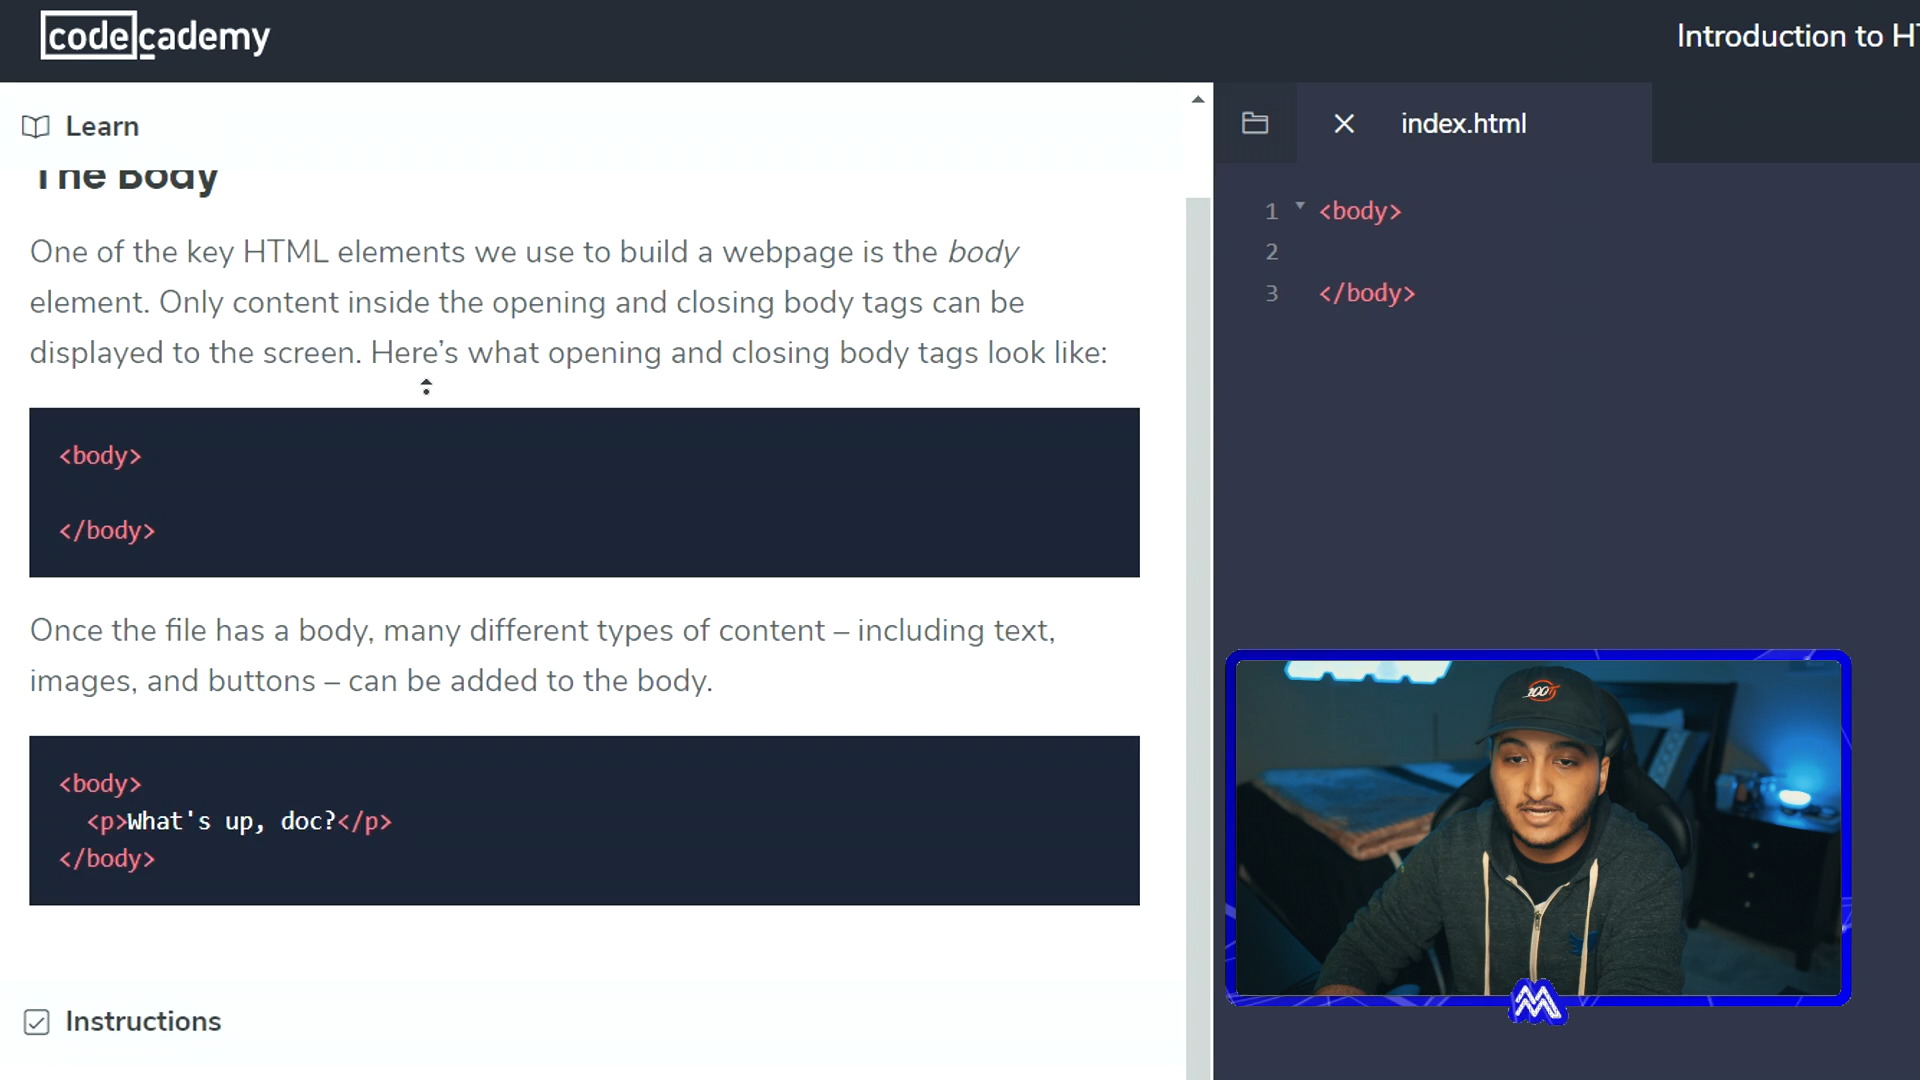 codecademy
Introduction to HT
Learn
The Body
One of the key HTML elements we use to build a webpage is the body
element. Only content inside the opening and closing body tags can be
displayed to the screen. Here’s what opening and closing body tags look like:
<body>
</body>
Once the file has a body, many different types of content – including text,
images, and buttons – can be added to the body.
<body>
<p>What's up, doc?</p>
</body>
Instructions
index.html
1 <body>
2
3 </body>
100T
M